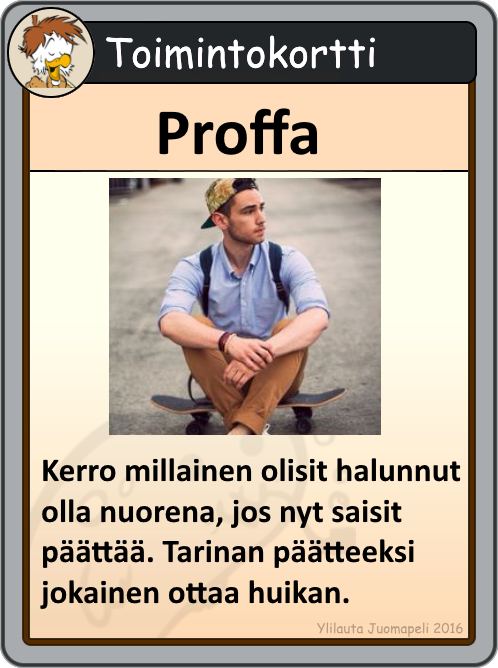 Toimintokortti
Proffa
Kerro millainen olisit halunnut
olla nuorena, jos nyt saisit
päättää. Tarinan päätteeksi
jokainen ottaa huikan.
Ylilauta Juomapeli 2016